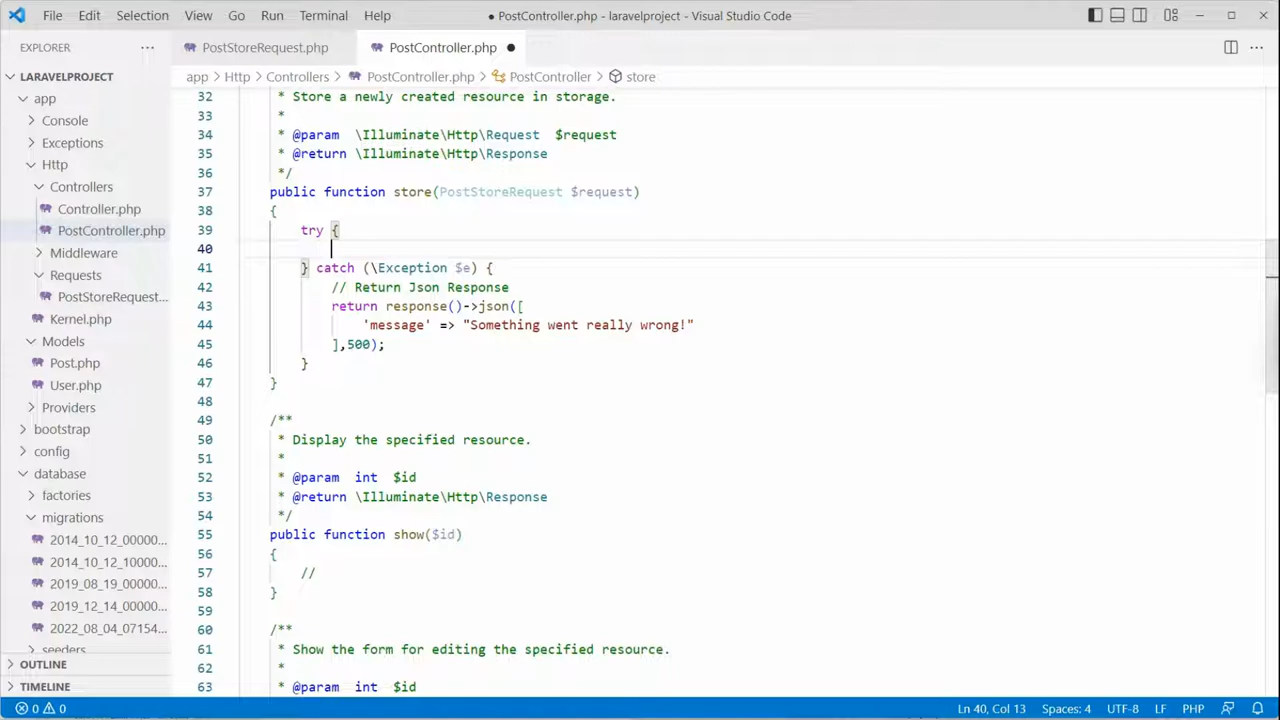 File Edit Selection View Go Run Terminal Help
● PostController.php - laravelproject - Visual Studio Code
EXPLORER
PostStoreRequest.php
PostController.php ●
LARAVELPROJECT
app
Console
Exceptions
Http
Controllers
Controller.php
PostController.php
Middleware
Requests
PostStoreRequest...
Kernel.php
Models
Post.php
User.php
Providers
bootstrap
config
database
factories
migrations
2014_10_12_00000...
2014_10_12_10000...
2019_08_19_00000...
2019_12_14_00000...
2022_08_04_07154...
seeders
OUTLINE
TIMELINE
app > Http > Controllers > PostController.php > PostController > store
32 * Store a newly created resource in storage.
33 *
34 * @param  \Illuminate\Http\Request  $request
35 * @return \Illuminate\Http\Response
36 */
37 public function store(PostStoreRequest $request)
38 {
39 try {
40
41 } catch (\Exception $e) {
42 // Return Json Response
43 return response()->json([
44 'message' => "Something went really wrong!"
45 ],500);
46 }
47 }
48
49 /**
50 * Display the specified resource.
51 *
52 * @param  int  $id
53 * @return \Illuminate\Http\Response
54 */
55 public function show($id)
56 {
57 //
58 }
59
60 /**
61 * Show the form for editing the specified resource.
62 *
63 * @param  int  $id
0 0
Ln 40, Col 13 Spaces: 4 UTF-8 LF PHP